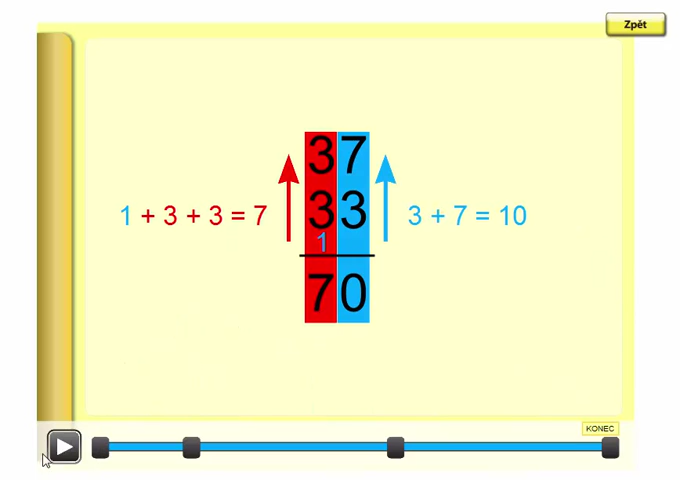 Zpět
37
1 + 3 + 3 = 7
33
3 + 7 = 10
1
70
KONEC